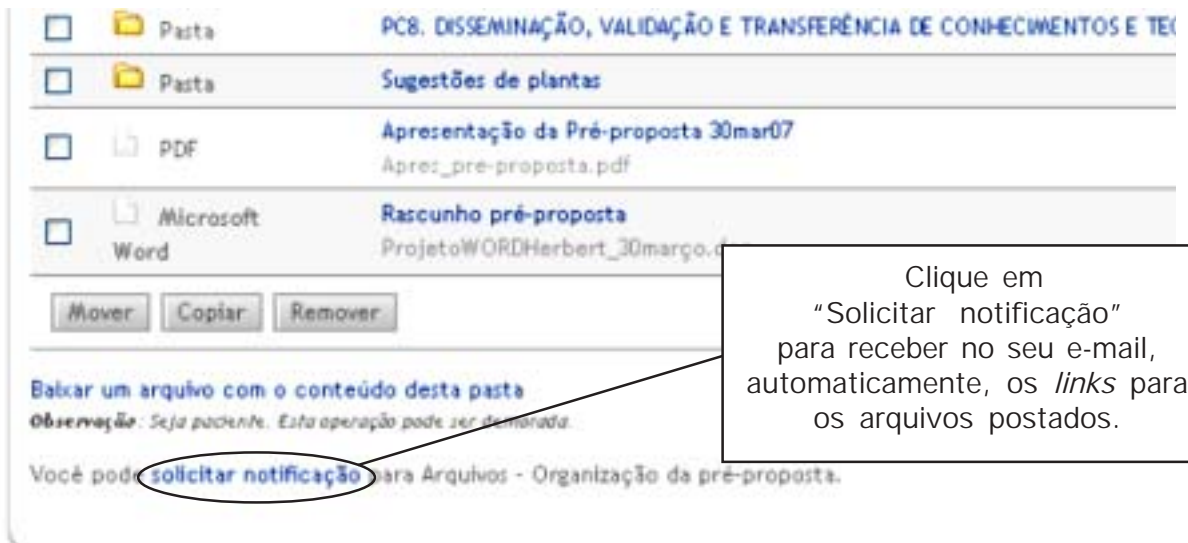 Pasta PC8. DISSEMINAÇÃO, VALIDAÇÃO E TRANSFERÊNCIA DE CONHECIMENTOS E
Pasta Sugestões de plantas
PDF Apresentação da Pré-proposta 30mar07
Apres_pre-proposta.pdf
Microsoft Word Rascunho pré-proposta
ProjetoWORDHerbert_30março.
Mover Copiar Remover
Clique em
“Solicitar notificação”
para receber no seu e-mail,
automaticamente, os links para
os arquivos postados.
Baixar um arquivo com o conteúdo desta pasta
Observação: Seja paciente. Esta operação pode ser demorada.
Você pode solicitar notificação para Arquivos - Organização da pré-proposta.